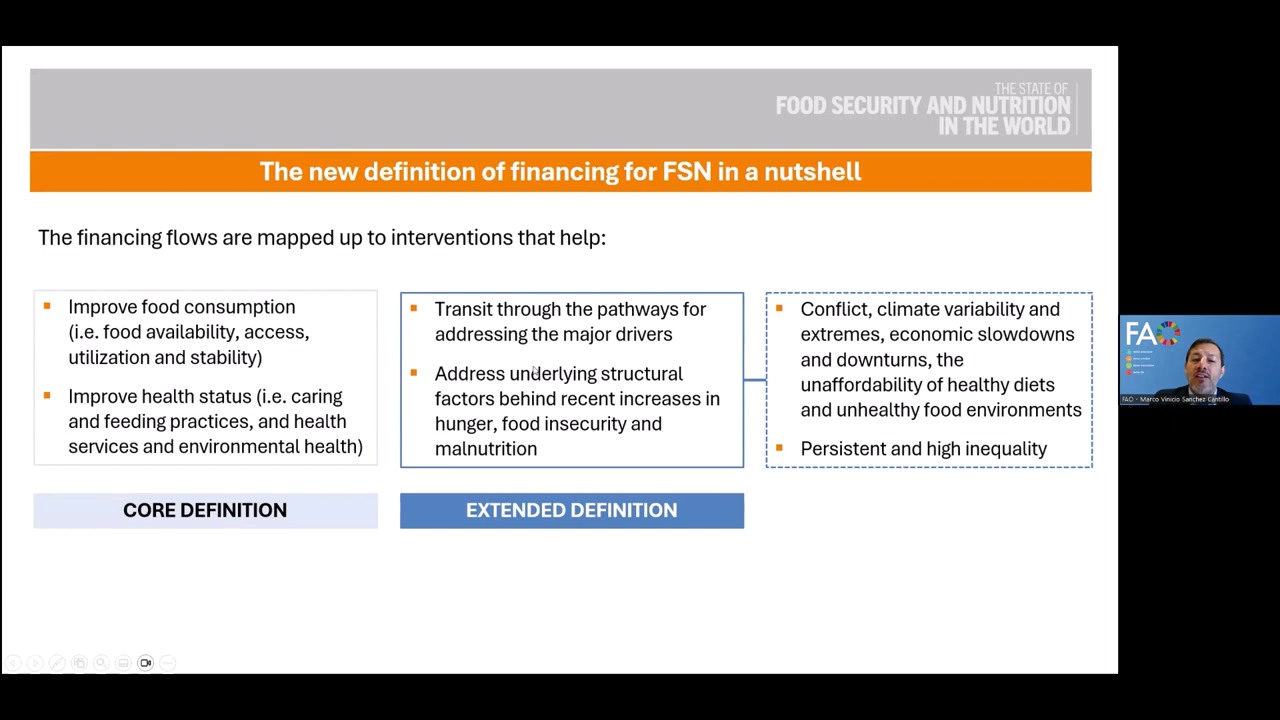 THE STATE OF
FOOD SECURITY AND NUTRITION
IN THE WORLD
The new definition of financing for FSN in a nutshell
The financing flows are mapped up to interventions that help:
▪ Improve food consumption
(i.e. food availability, access,
utilization and stability)
▪ Improve health status (i.e. caring
and feeding practices, and health
services and environmental health)
CORE DEFINITION
▪ Transit through the pathways for
addressing the major drivers
▪ Address underlying structural
factors behind recent increases in
hunger, food insecurity and
malnutrition
EXTENDED DEFINITION
▪ Conflict, climate variability and
extremes, economic slowdowns
and downturns, the
unaffordability of healthy diets
and unhealthy food environments
▪ Persistent and high inequality
FAO
FAO - Marco Vinicio Sanchez Cantillo